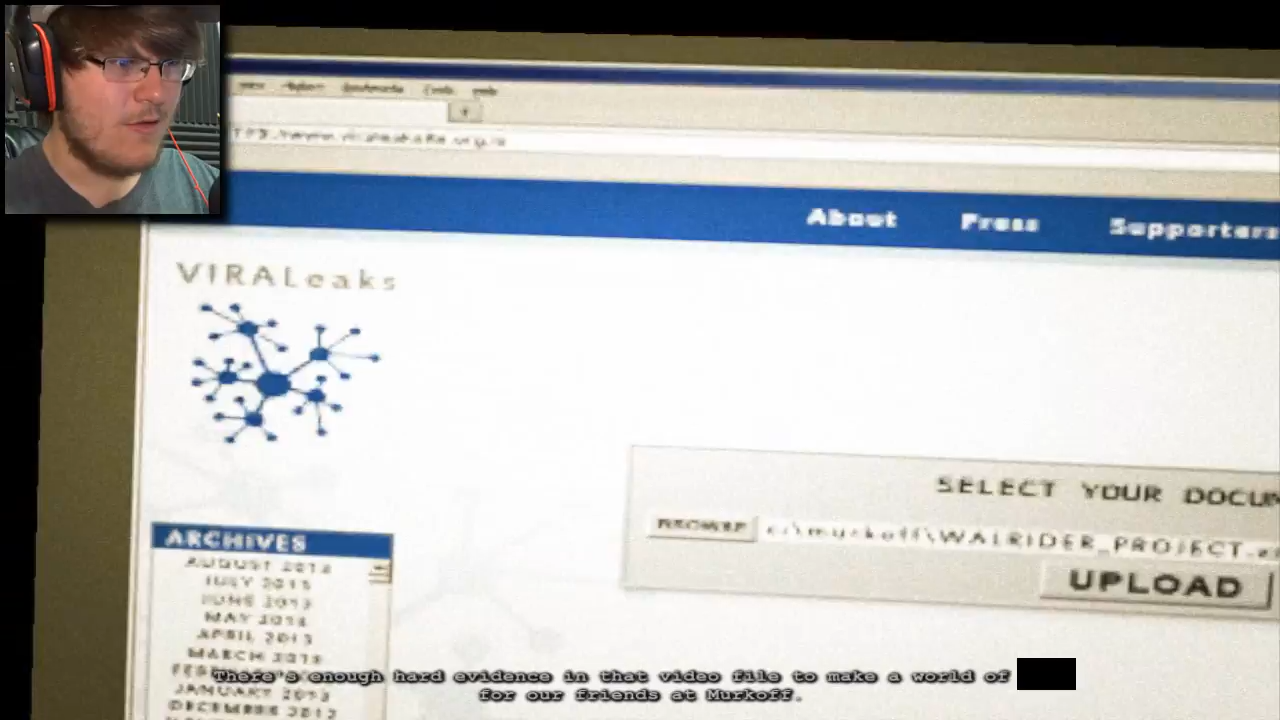 About Press Supporters
VIRALeaks
SELECT YOUR DOCU
BROWSE c:\murkoff\WALRIDER_PROJECT.
UPLOAD
ARCHIVES
AUGUST 2013
JULY 2013
JUNE 2013
MAY 2013
APRIL 2013
MARCH 2013
JANUARY 2013
DECEMBER 2012
There's enough hard evidence in that video file to make a world of
for our friends at Murkoff.